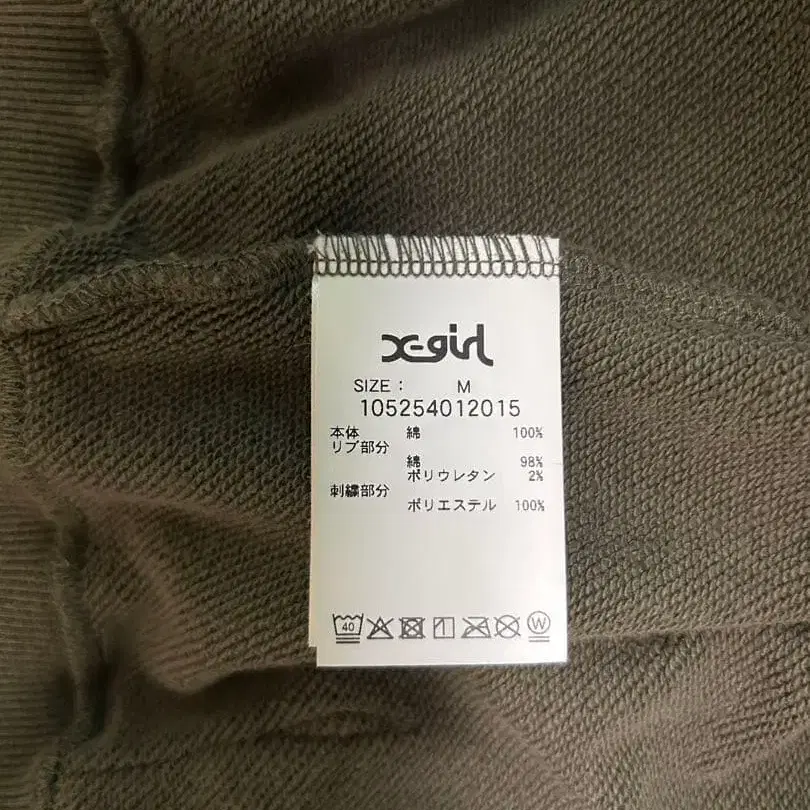 X-girl
SIZE : M
105254012015
本体 綿 100%
リブ部分
綿 98%
ポリウレタン 2%
刺繍部分
ポリエステル 100%
40
W